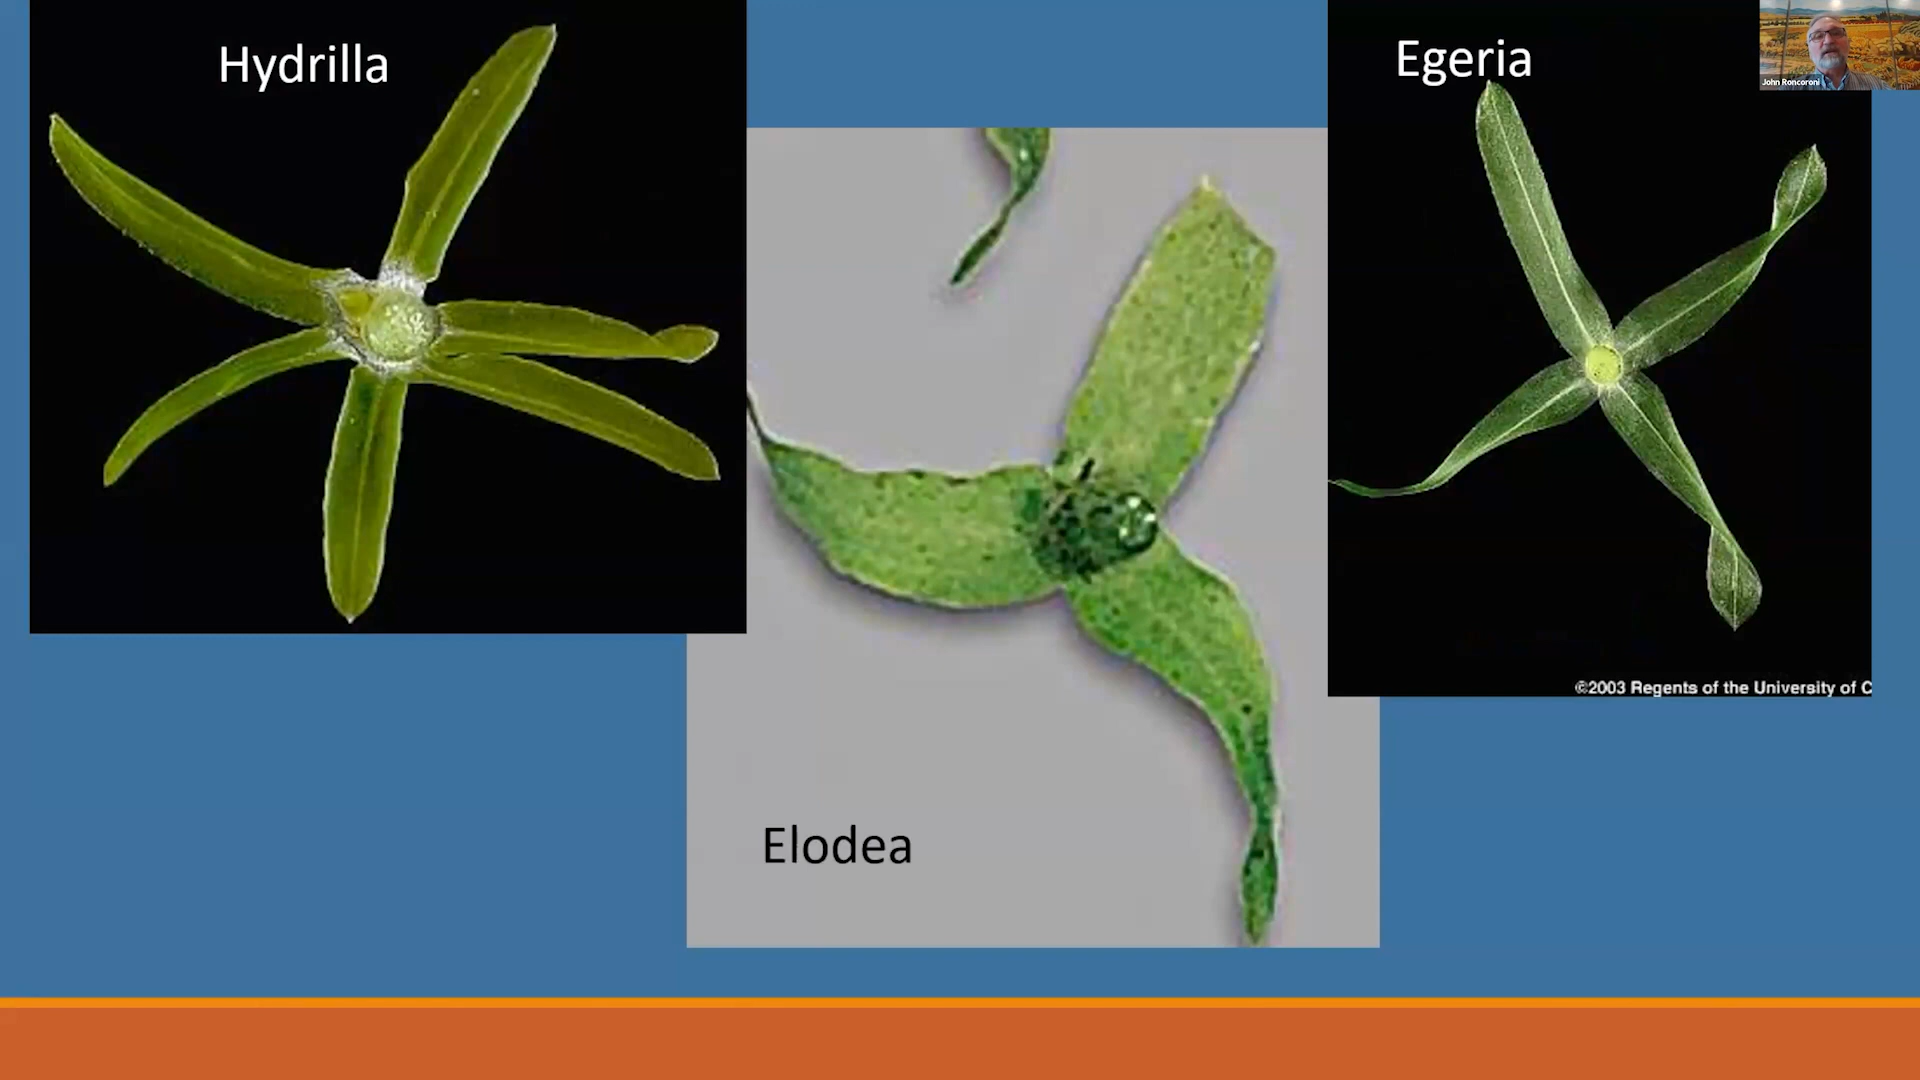 Hydrilla
Egeria
John Roncoroni
Elodea
©2003 Regents of the University of C